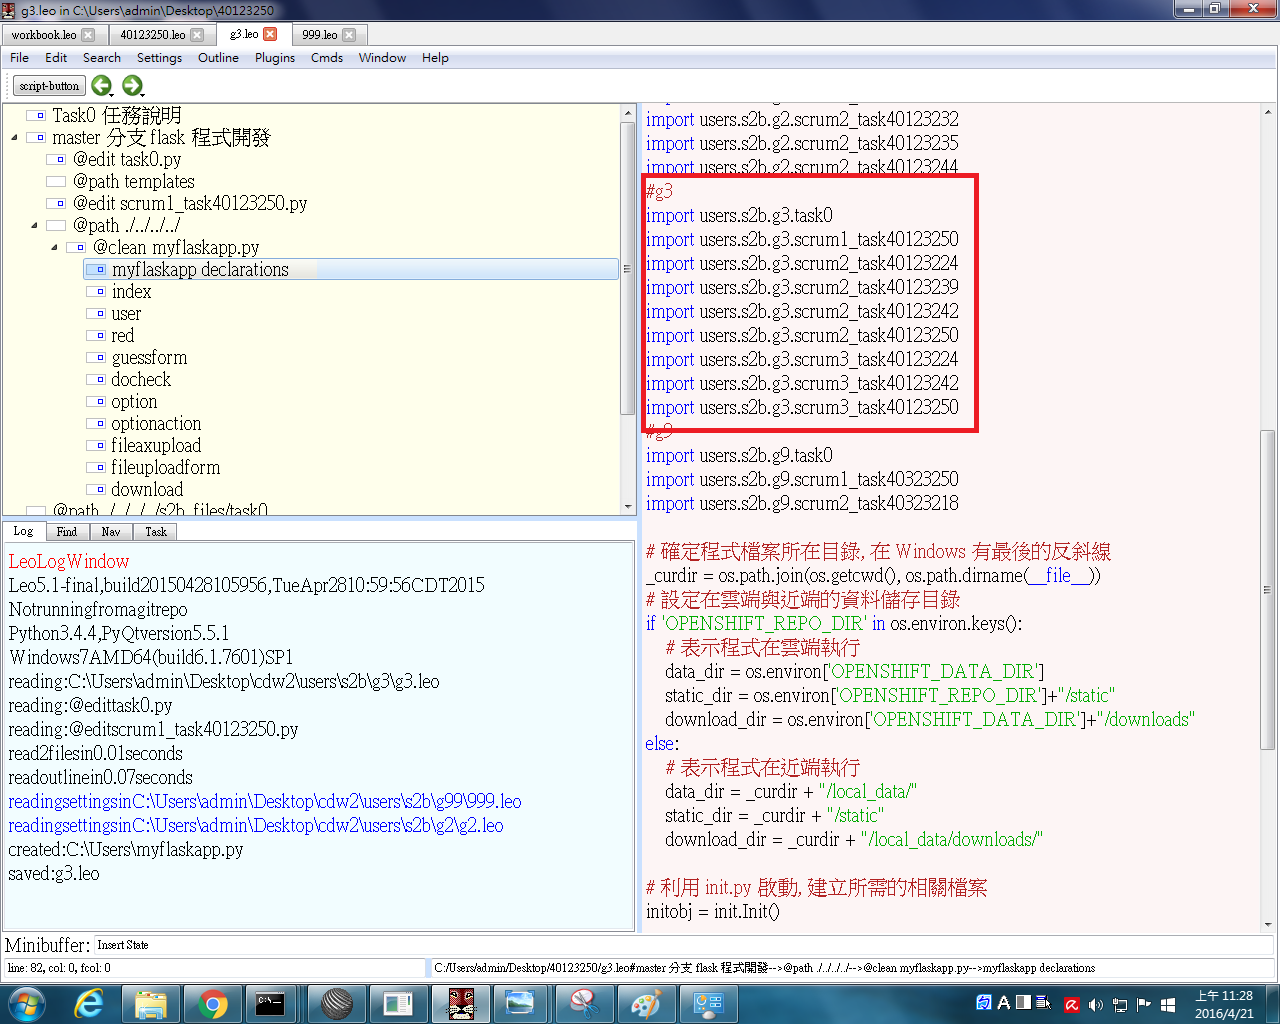 g3.leo in C:\Users\admin\Desktop\40123250
workbook.leo
40123250.leo
g3.leo
999.leo
File Edit Search Settings Outline Plugins Cmds Window Help
script-button
Task0 任務說明
master 分支 flask 程式開發
@edit task0.py
@path templates
@edit scrum1_task40123250.py
@path ./../../../
@clean myflaskapp.py
myflaskapp declarations
index
user
red
guessform
docheck
option
optionaction
fileaxupload
fileuploadform
download
@path ./../../../s2b_files/task0
import users.s2b.g2.scrum2_task40123232
import users.s2b.g2.scrum2_task40123235
import users.s2b.g2.scrum2_task40123244
#g3
import users.s2b.g3.task0
import users.s2b.g3.scrum1_task40123250
import users.s2b.g3.scrum2_task40123224
import users.s2b.g3.scrum2_task40123239
import users.s2b.g3.scrum2_task40123242
import users.s2b.g3.scrum2_task40123250
import users.s2b.g3.scrum3_task40123224
import users.s2b.g3.scrum3_task40123242
import users.s2b.g3.scrum3_task40123250
#g9
import users.s2b.g9.task0
import users.s2b.g9.scrum1_task40323250
import users.s2b.g9.scrum2_task40323218
# 確定程式檔案所在目錄, 在 Windows 有最後的反斜線
_curdir = os.path.join(os.getcwd(), os.path.dirname(__file__))
# 設定在雲端與近端的資料儲存目錄
if 'OPENSHIFT_REPO_DIR' in os.environ.keys():
# 表示程式在雲端執行
data_dir = os.environ['OPENSHIFT_DATA_DIR']
static_dir = os.environ['OPENSHIFT_REPO_DIR']+"/static"
download_dir = os.environ['OPENSHIFT_DATA_DIR']+"/downloads"
else:
# 表示程式在近端執行
data_dir = _curdir + "/local_data/"
static_dir = _curdir + "/static"
download_dir = _curdir + "/local_data/downloads/"
# 利用 init.py 啟動, 建立所需的相關檔案
initobj = init.Init()
Log Find Nav Task
LeoLogWindow
Leo5.1-final,build20150428105956,TueApr2810:59:56CDT2015
Notrunningfromagitrepo
Python3.4.4,PyQtversion5.5.1
Windows7AMD64(build6.1.7601)SP1
reading:C:\Users\admin\Desktop\cdw2\users\s2b\g3\g3.leo
reading:@edittask0.py
reading:@editscrum1_task40123250.py
read2filesin0.01seconds
readoutlinein0.07seconds
readingsettingsinC:\Users\admin\Desktop\cdw2\users\s2b\g99\999.leo
readingsettingsinC:\Users\admin\Desktop\cdw2\users\s2b\g2\g2.leo
created:C:\Users\myflaskapp.py
saved:g3.leo
Minibuffer: Insert State
line: 82, col: 0, fcol: 0
C:/Users/admin/Desktop/40123250/g3.leo#master 分支 flask 程式開發-->@path ./../../../-->@clean myflaskapp.py-->myflaskapp declarations
A
上午 11:28
2016/4/21